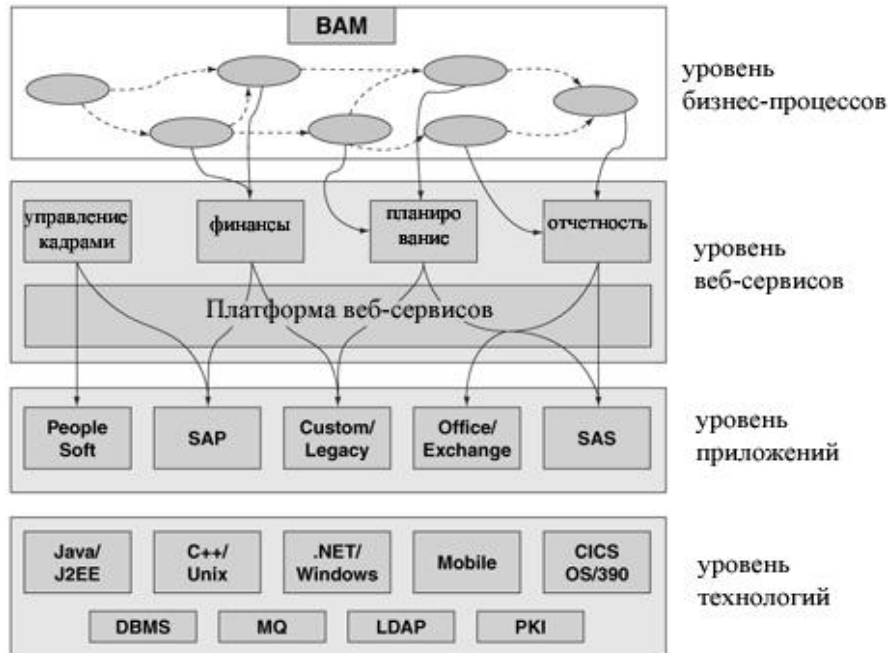 BAM
уровень
бизнес-процессов
управление
кадрами
финансы
планиро
вание
отчетность
уровень
веб-сервисов
Платформа веб-сервисов
People
Soft
SAP
Custom/
Legacy
Office/
Exchange
SAS
уровень
приложений
Java/
J2EE
C++/
Unix
.NET/
Windows
Mobile
CICS
OS/390
уровень
технологий
DBMS
MQ
LDAP
PKI